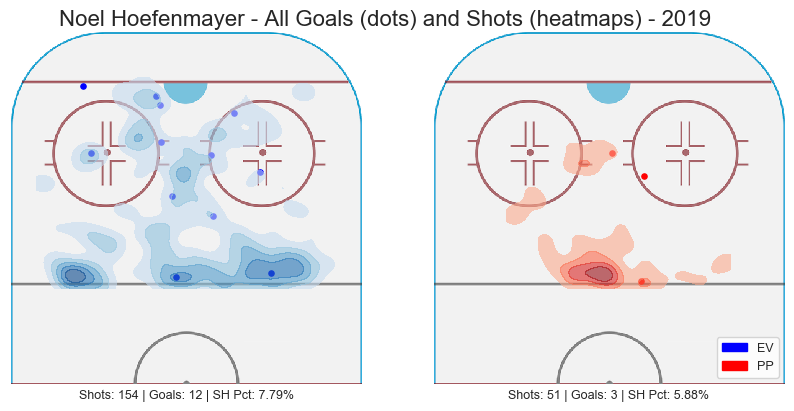 Noel Hoefenmayer - All Goals (dots) and Shots (heatmaps) - 2019
EV
PP
Shots: 154 | Goals: 12 | SH Pct: 7.79%
Shots: 51 | Goals: 3 | SH Pct: 5.88%